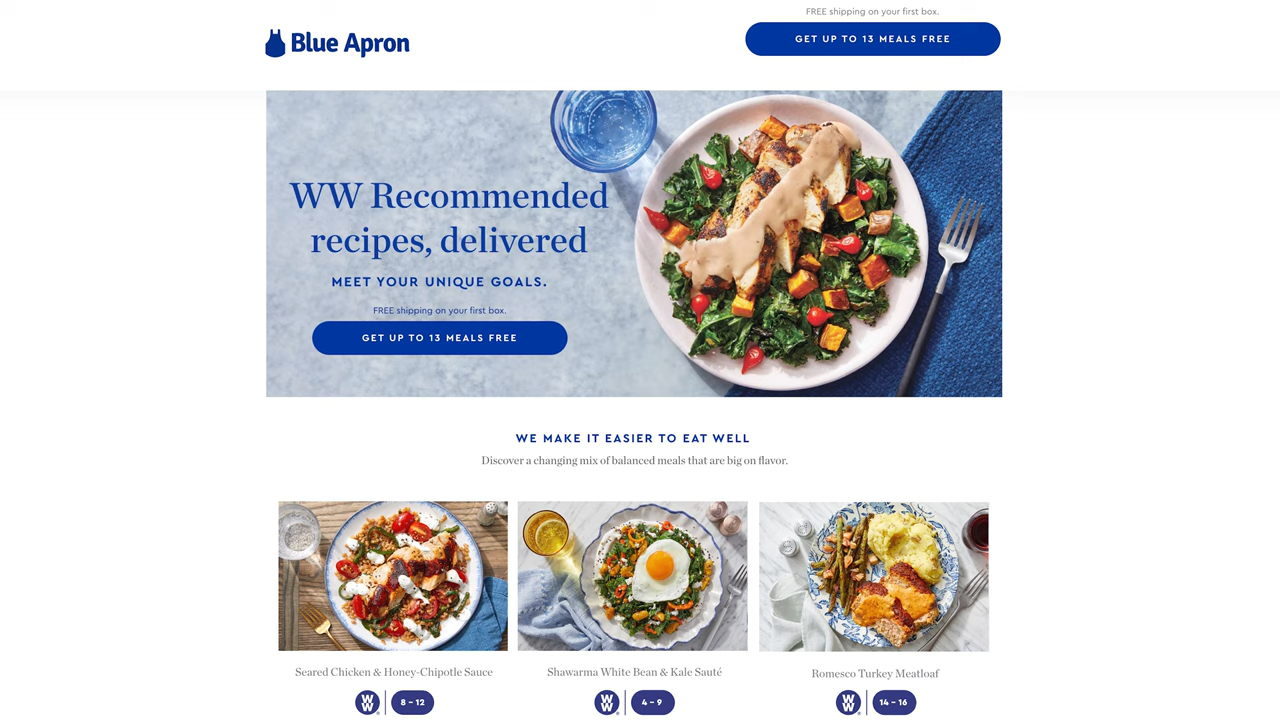 FREE shipping on your first box.
Blue Apron
GET UP TO 13 MEALS FREE
WW Recommended
recipes, delivered
MEET YOUR UNIQUE GOALS.
FREE shipping on your first box.
GET UP TO 13 MEALS FREE
WE MAKE IT EASIER TO EAT WELL
Discover a changing mix of balanced meals that are big on flavor.
Seared Chicken & Honey-Chipotle Sauce
WW® 8 – 12
Shawarma White Bean & Kale Sauté
WW® 4 – 9
Romesco Turkey Meatloaf
WW® 14 – 16